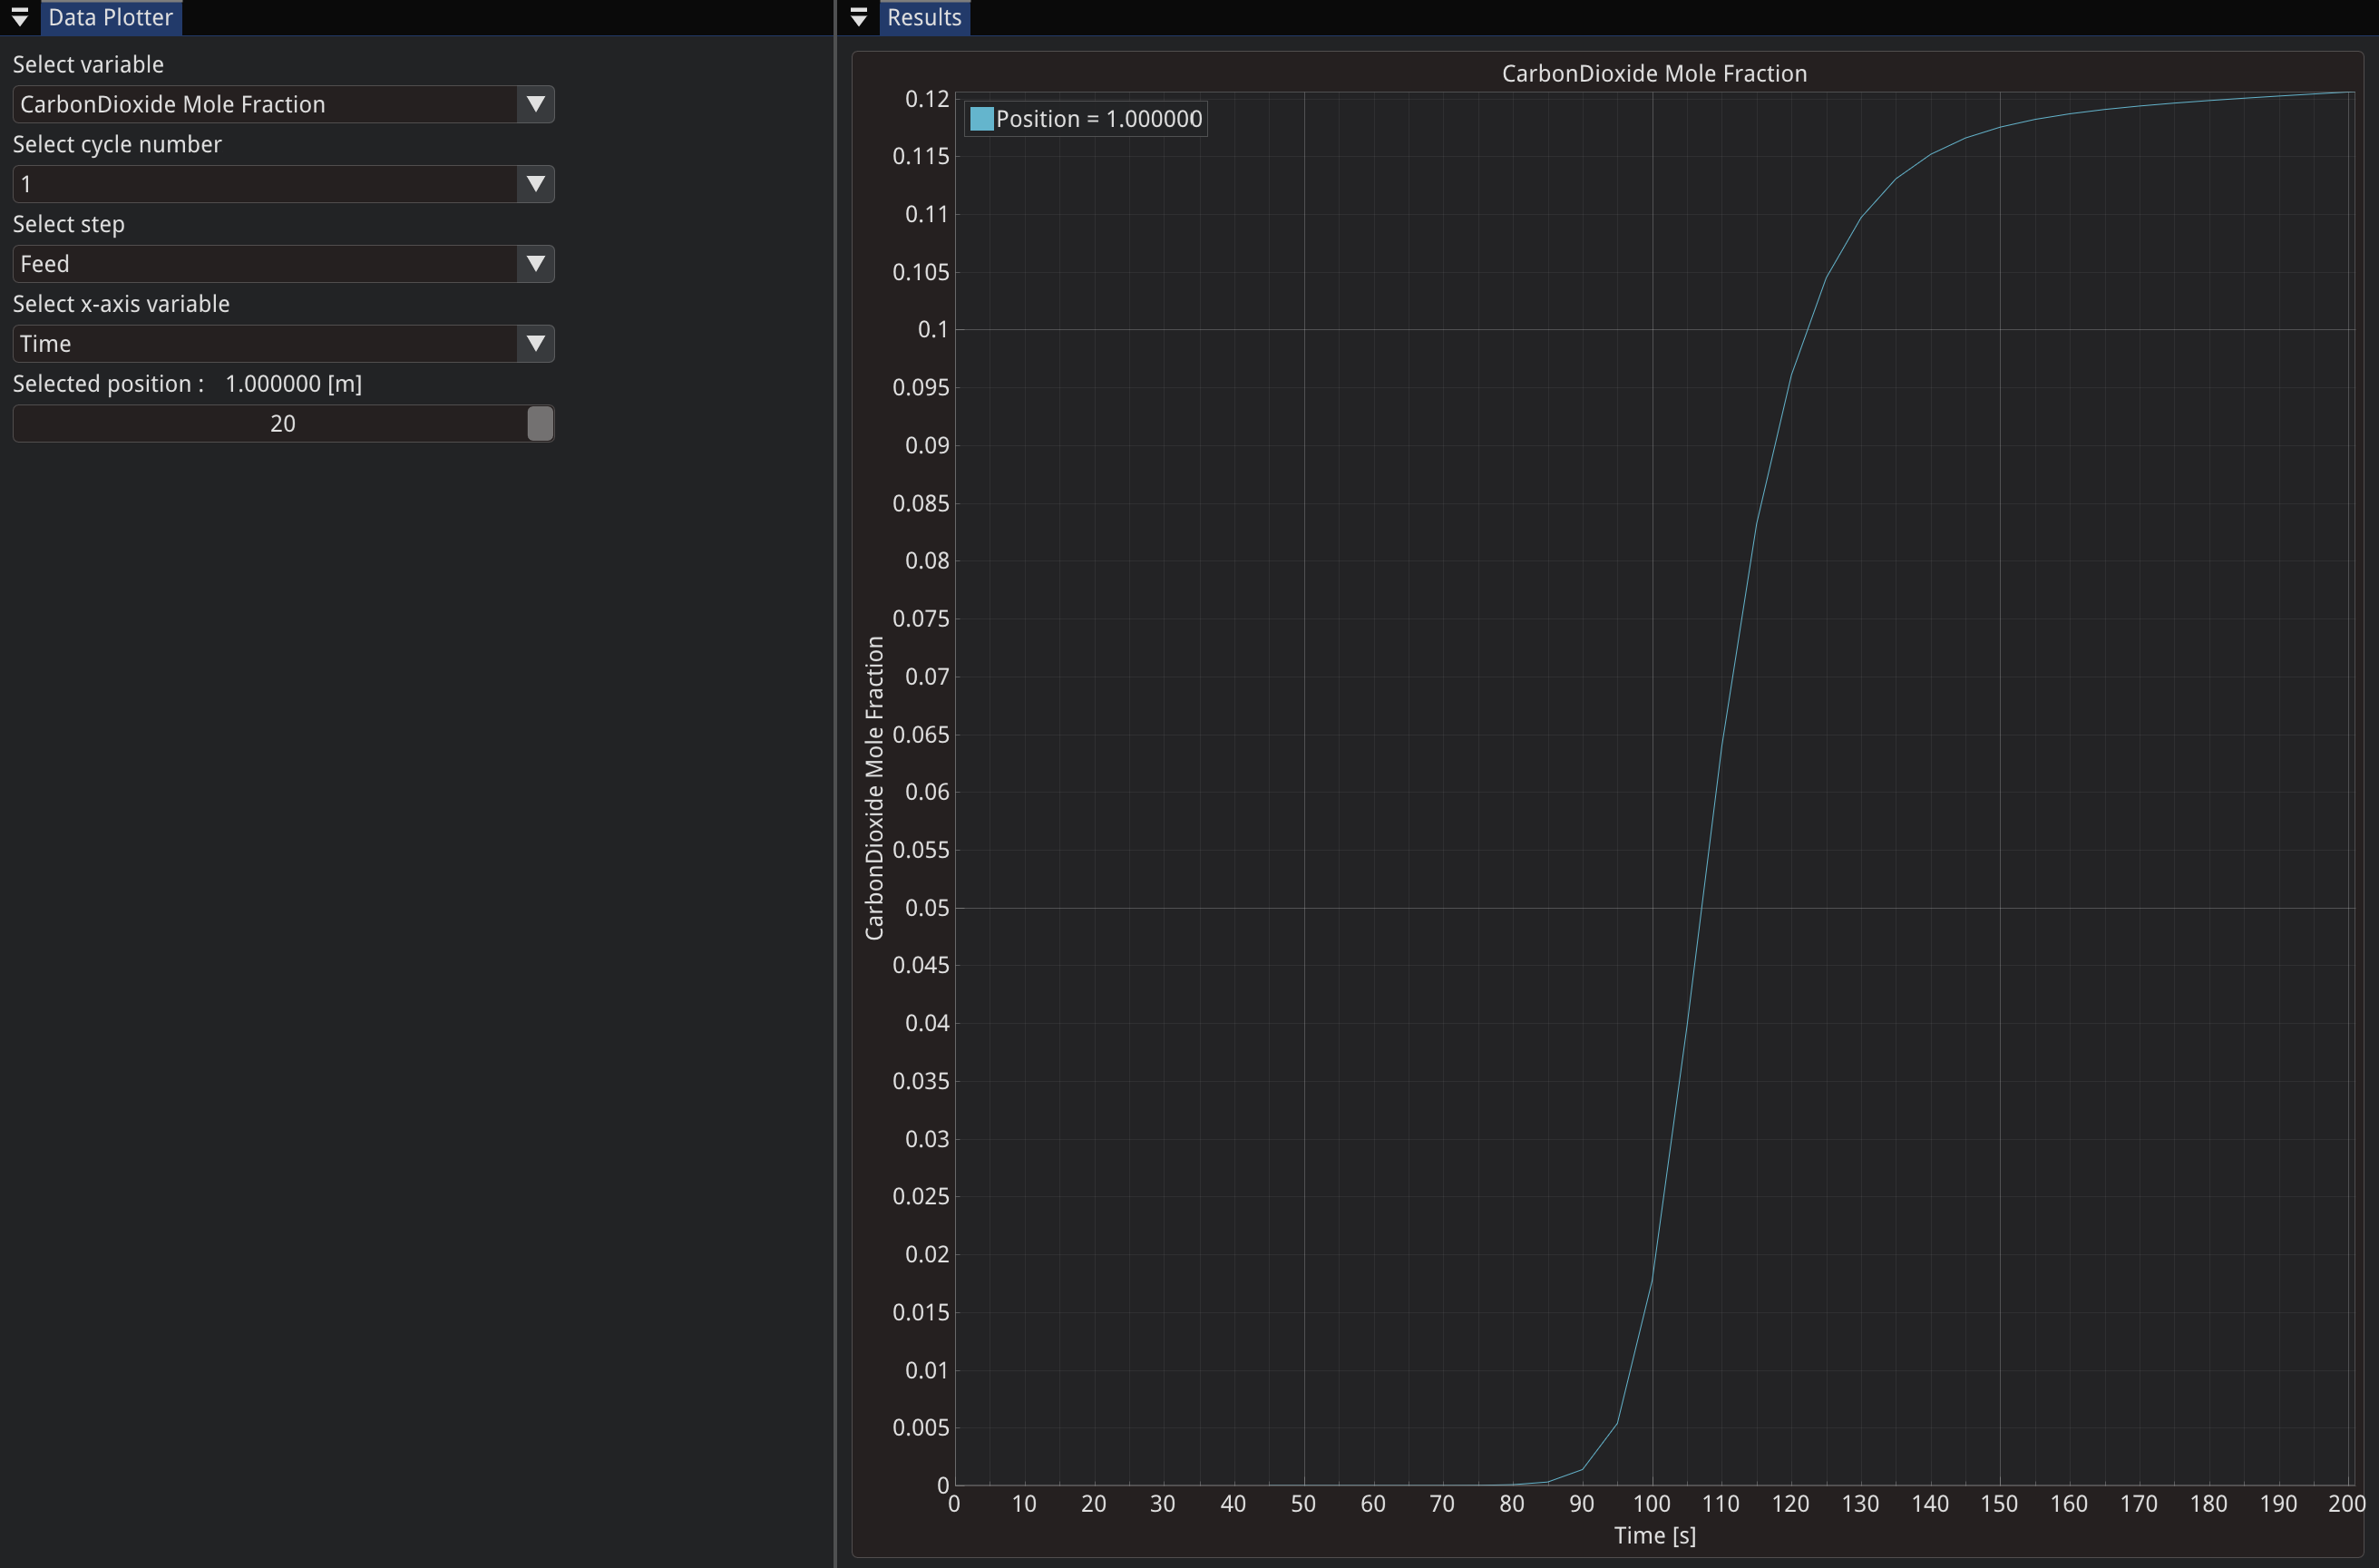 Data Plotter
Select variable
CarbonDioxide Mole Fraction
Select cycle number
1
Select step
Feed
Select x-axis variable
Time
Selected position : 1.000000 [m]
20
Results
CarbonDioxide Mole Fraction
Position = 1.000000
CarbonDioxide Mole Fraction
0.12
0.115
0.11
0.105
0.1
0.095
0.09
0.085
0.08
0.075
0.07
0.065
0.06
0.055
0.05
0.045
0.04
0.035
0.03
0.025
0.02
0.015
0.01
0.005
0
0 10 20 30 40 50 60 70 80 90 100 110 120 130 140 150 160 170 180 190 200
Time [s]